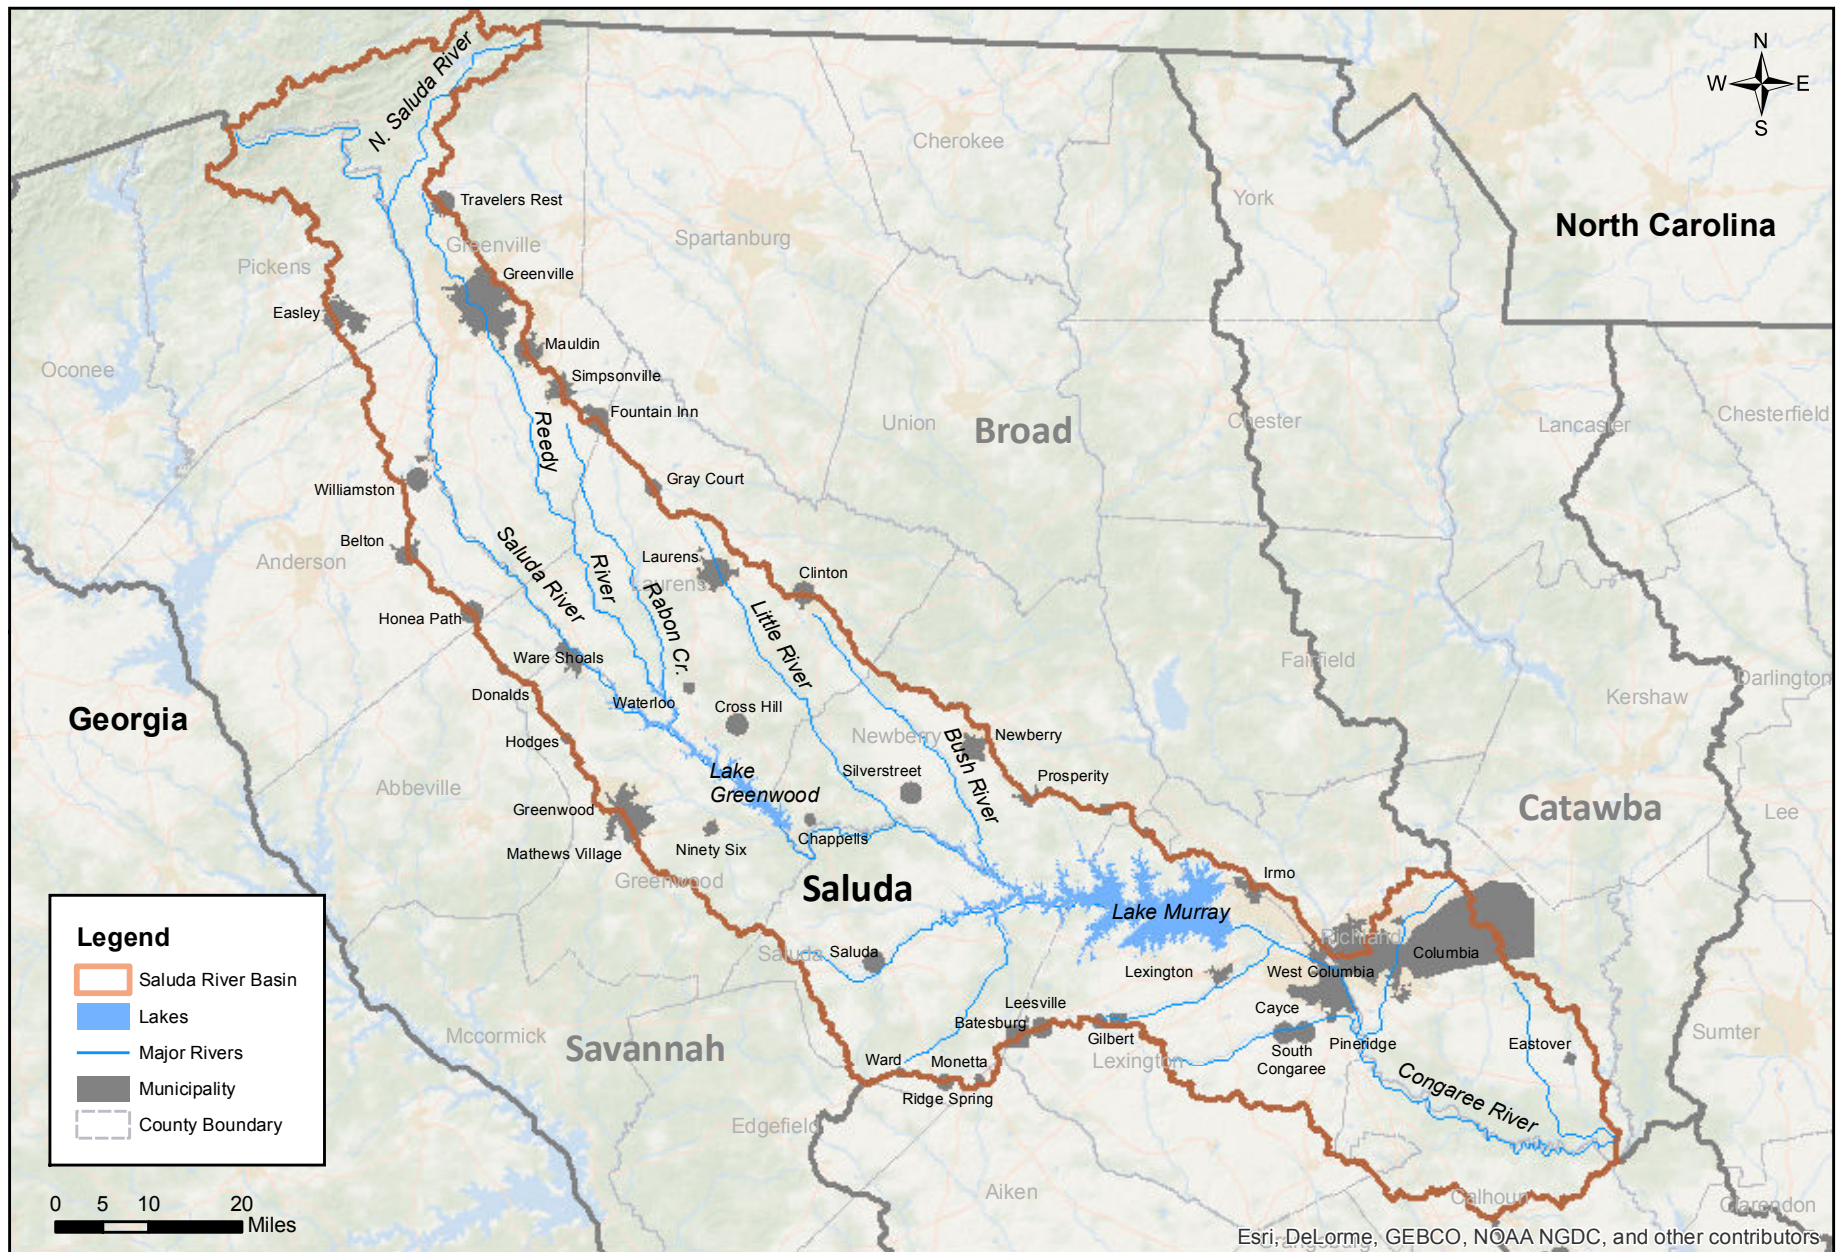 N
W E
S
N. Saluda River
Cherokee
Travelers Rest
York
North Carolina
Greenville
Spartanburg
Pickens
Greenville
Easley
Mauldin
Oconee
Simpsonville
Fountain Inn
Union
Broad
Chester
Lancaster
Chesterfield
Reedy
River
Gray Court
Williamston
Belton
Saluda River
Anderson
Laurens
Laurens
Clinton
Rabon Cr.
Little River
Honea Path
Ware Shoals
Fairfield
Darlington
Donalds
Waterloo
Cross Hill
Kershaw
Georgia
Hodges
Newberry
Newberry
Bush River
Lake
Greenwood
Silverstreet
Prosperity
Abbeville
Greenwood
Catawba
Lee
Chappells
Mathews Village
Ninety Six
Greenwood
Saluda
Irmo
Lake Murray
Richland
Columbia
Saluda
Saluda
Lexington
West Columbia
Leesville
Batesburg
Cayce
Gilbert
South
Congaree
Pineridge
Eastover
Sumter
Mccormick
Savannah
Ward
Monetta
Lexington
Ridge Spring
Congaree River
Edgefield
Aiken
Calhoun
Clarendon
Orangeburg
Legend
Saluda River Basin
Lakes
Major Rivers
Municipality
County Boundary
0 5 10 20
Miles
Esri, DeLorme, GEBCO, NOAA NGDC, and other contributors